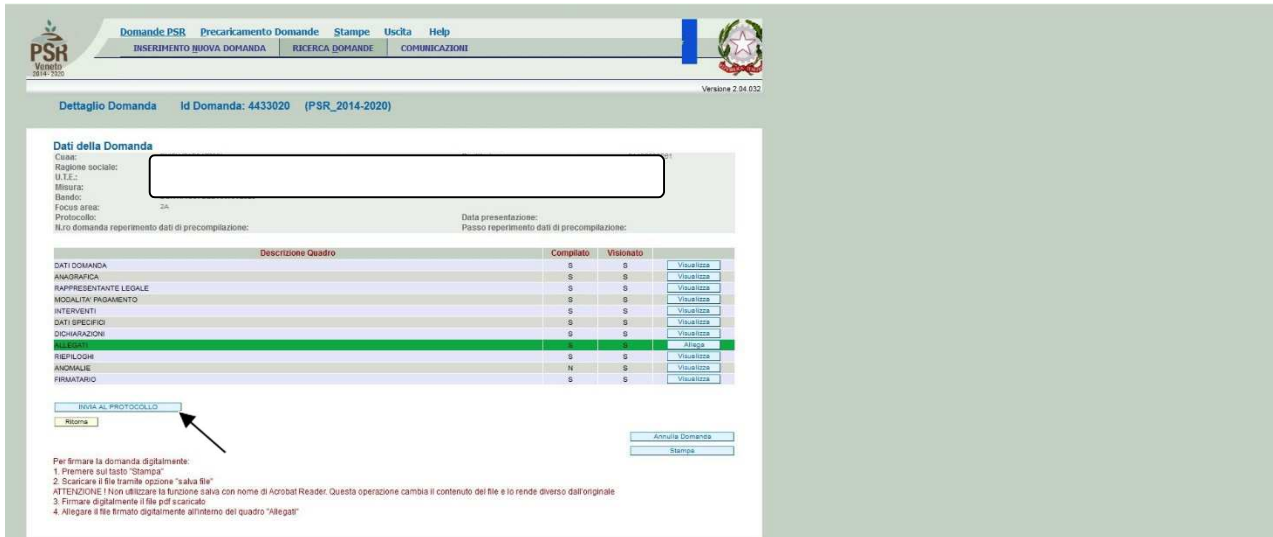 PSR
Veneto
2014-2020
Domande PSR Precaricamento Domande Stampe Uscita Help
INSERIMENTO NUOVA DOMANDA RICERCA DOMANDE COMUNICAZIONI
Versione 2.04.032
Dettaglio Domanda Id Domanda: 4433020 (PSR_2014-2020)
Dati della Domanda
Cuaa:
Ragione sociale:
U.T.E.:
Misura:
Bando:
Focus area: 2A
Protocollo: Data presentazione:
N.ro domanda reperimento dati di precompilazione: Passo reperimento dati di precompilazione:
Descrizione Quadro Compilato Visionato
DATI DOMANDA S S Visualizza
ANAGRAFICA S S Visualizza
RAPPRESENTANTE LEGALE S S Visualizza
MODALITA' PAGAMENTO S S Visualizza
INTERVENTI S S Visualizza
DATI SPECIFICI S S Visualizza
DICHIARAZIONI S S Visualizza
ALLEGATI S S Allega
RIEPILOGHI S S Visualizza
ANOMALIE N S Visualizza
FIRMATARIO S S Visualizza
INVIA AL PROTOCOLLO
Ritorna
Annulla Domanda
Stampa
Per firmare la domanda digitalmente:
1. Premere sul tasto "Stampa"
2. Scaricare il file tramite opzione "salva file"
ATTENZIONE ! Non utilizzare la funzione salva con nome di Acrobat Reader. Questa operazione cambia il contenuto del file e lo rende diverso dall'originale
3. Firmare digitalmente il file pdf scaricato
4. Allegare il file firmato digitalmente all'interno del quadro "Allegati"